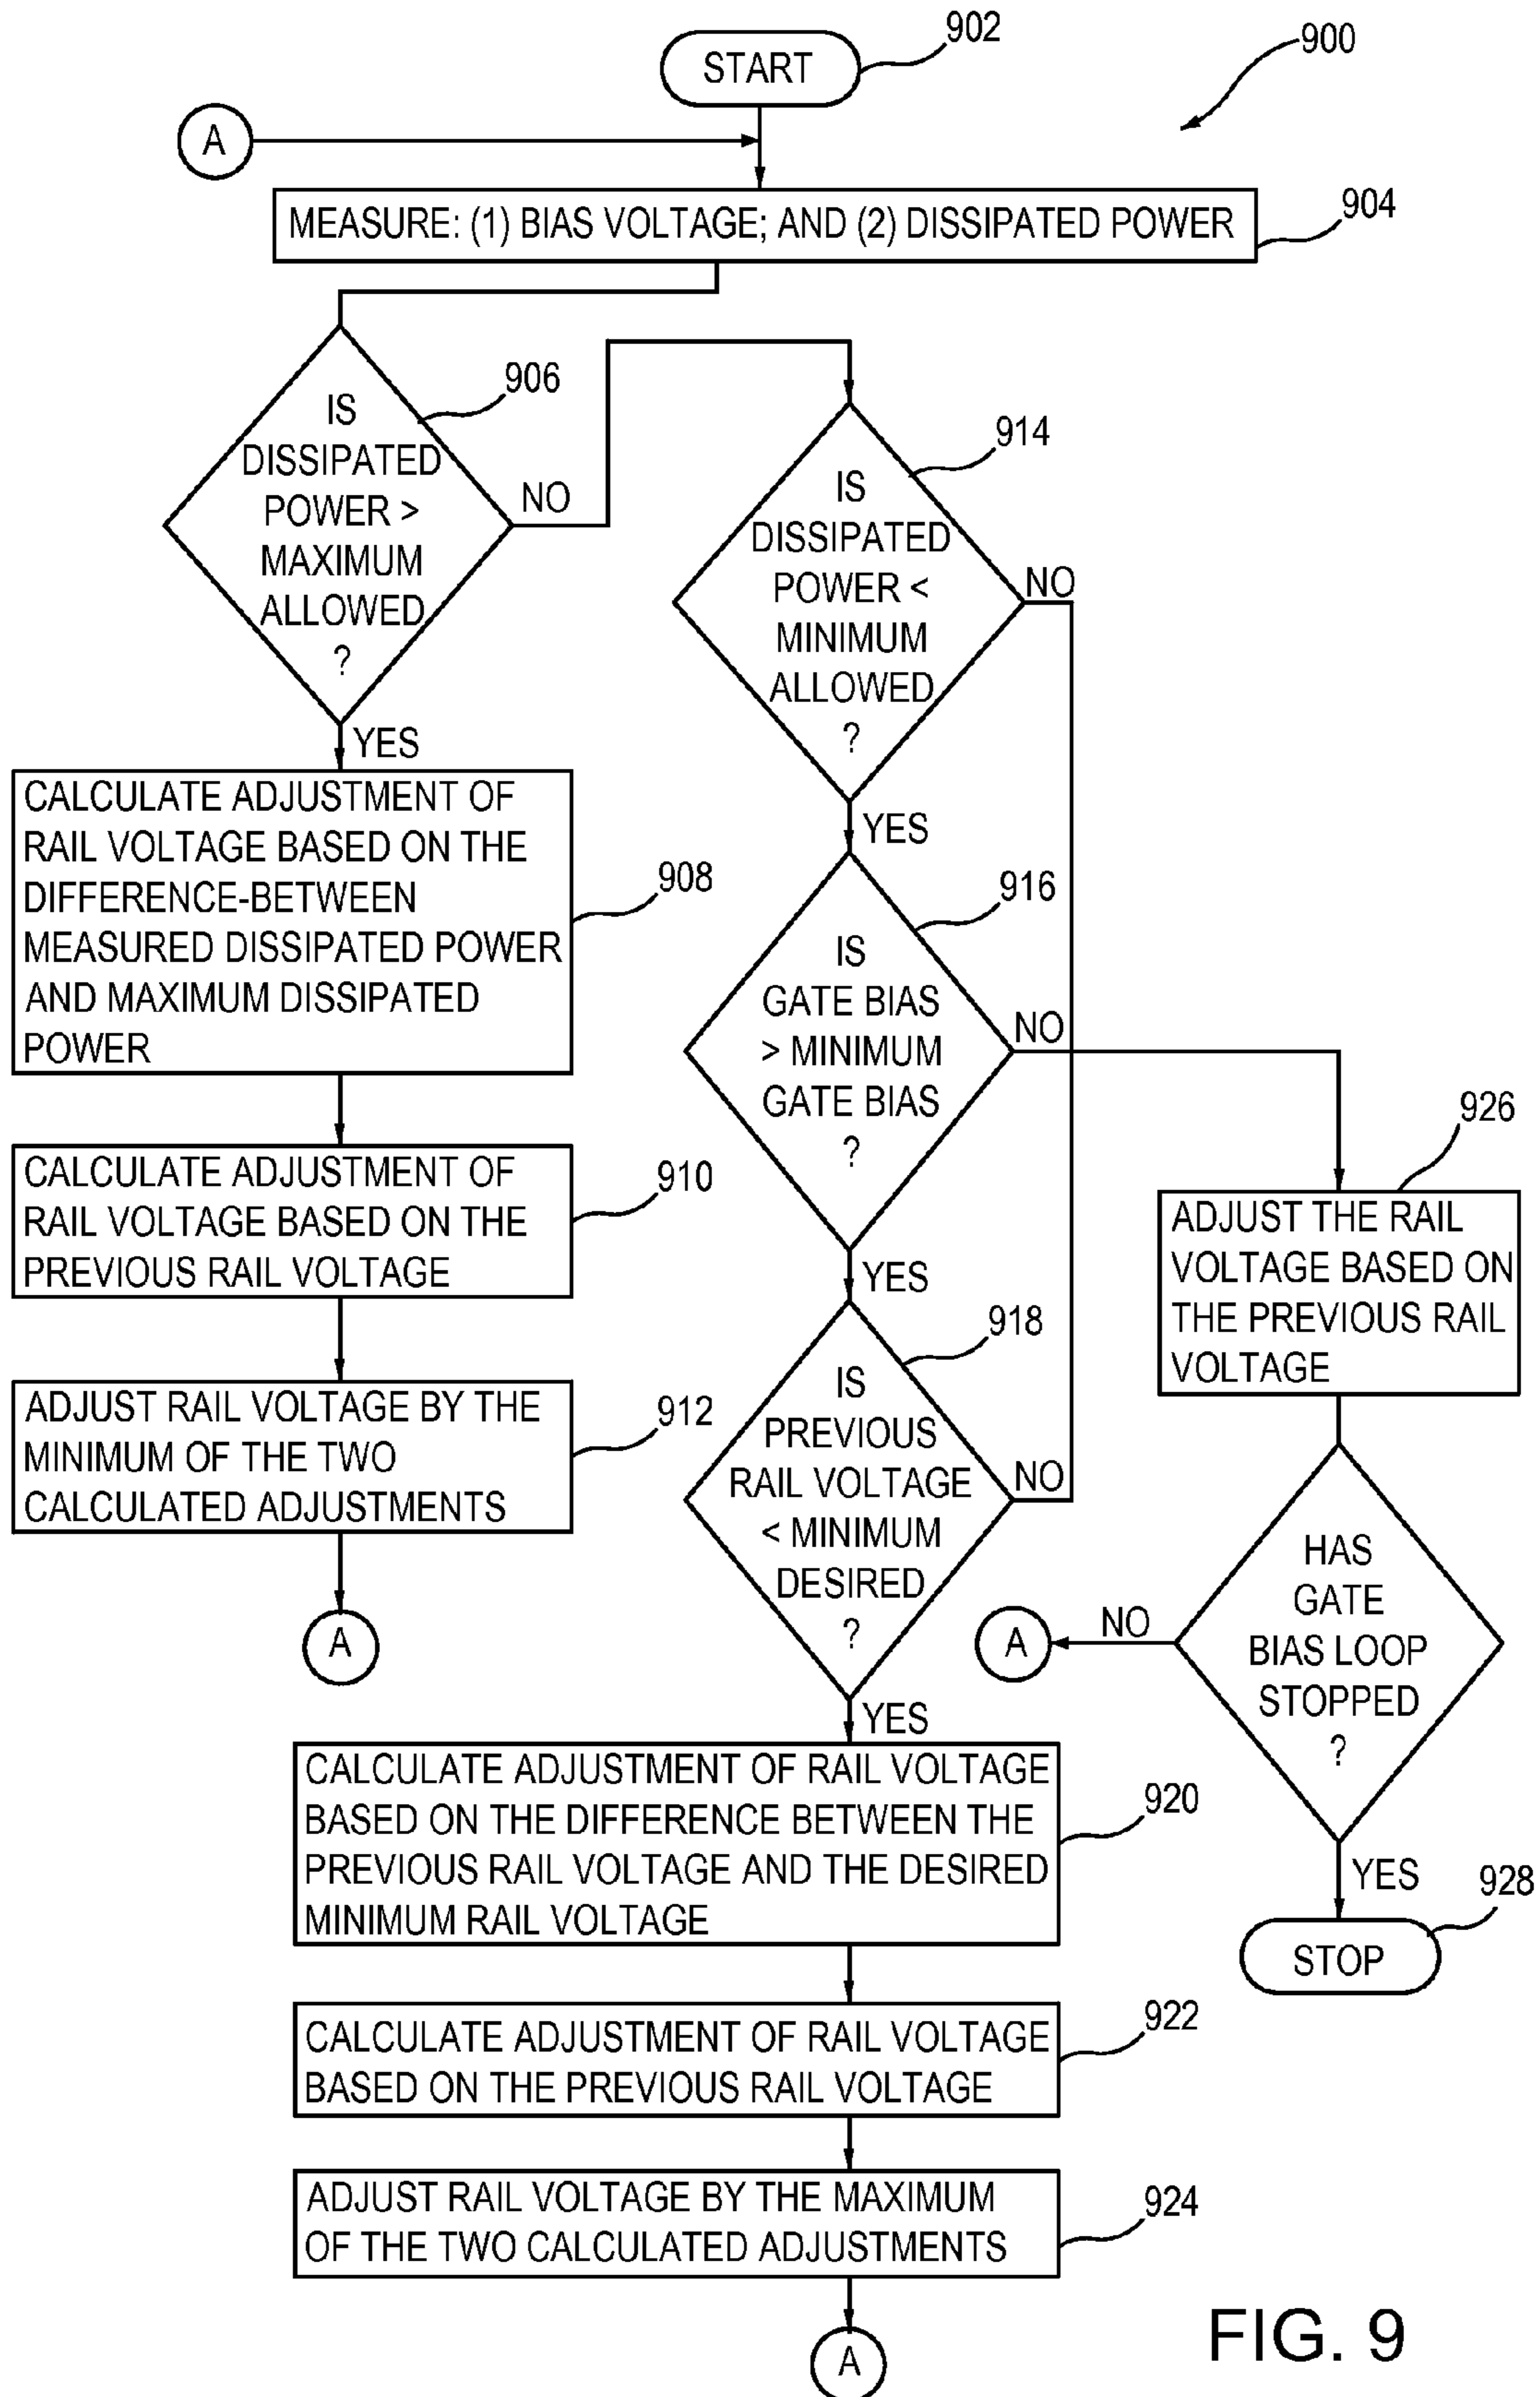 START
902
900
A
MEASURE: (1) BIAS VOLTAGE; AND (2) DISSIPATED POWER
904
IS
DISSIPATED
POWER >
MAXIMUM
ALLOWED
?
906
NO
YES
IS
DISSIPATED
POWER <
MINIMUM
ALLOWED
?
914
NO
YES
CALCULATE ADJUSTMENT OF
RAIL VOLTAGE BASED ON THE
DIFFERENCE-BETWEEN
MEASURED DISSIPATED POWER
AND MAXIMUM DISSIPATED
POWER
908
IS
GATE BIAS
> MINIMUM
GATE BIAS
?
916
NO
YES
CALCULATE ADJUSTMENT OF
RAIL VOLTAGE BASED ON THE
PREVIOUS RAIL VOLTAGE
910
ADJUST THE RAIL
VOLTAGE BASED ON
THE PREVIOUS RAIL
VOLTAGE
926
ADJUST RAIL VOLTAGE BY THE
MINIMUM OF THE TWO
CALCULATED ADJUSTMENTS
912
A
IS
PREVIOUS
RAIL VOLTAGE
< MINIMUM
DESIRED
?
918
NO
YES
HAS
GATE
BIAS LOOP
STOPPED
?
NO
A
YES
STOP
928
CALCULATE ADJUSTMENT OF RAIL VOLTAGE
BASED ON THE DIFFERENCE BETWEEN THE
PREVIOUS RAIL VOLTAGE AND THE DESIRED
MINIMUM RAIL VOLTAGE
920
CALCULATE ADJUSTMENT OF RAIL VOLTAGE
BASED ON THE PREVIOUS RAIL VOLTAGE
922
ADJUST RAIL VOLTAGE BY THE MAXIMUM
OF THE TWO CALCULATED ADJUSTMENTS
924
A
FIG. 9